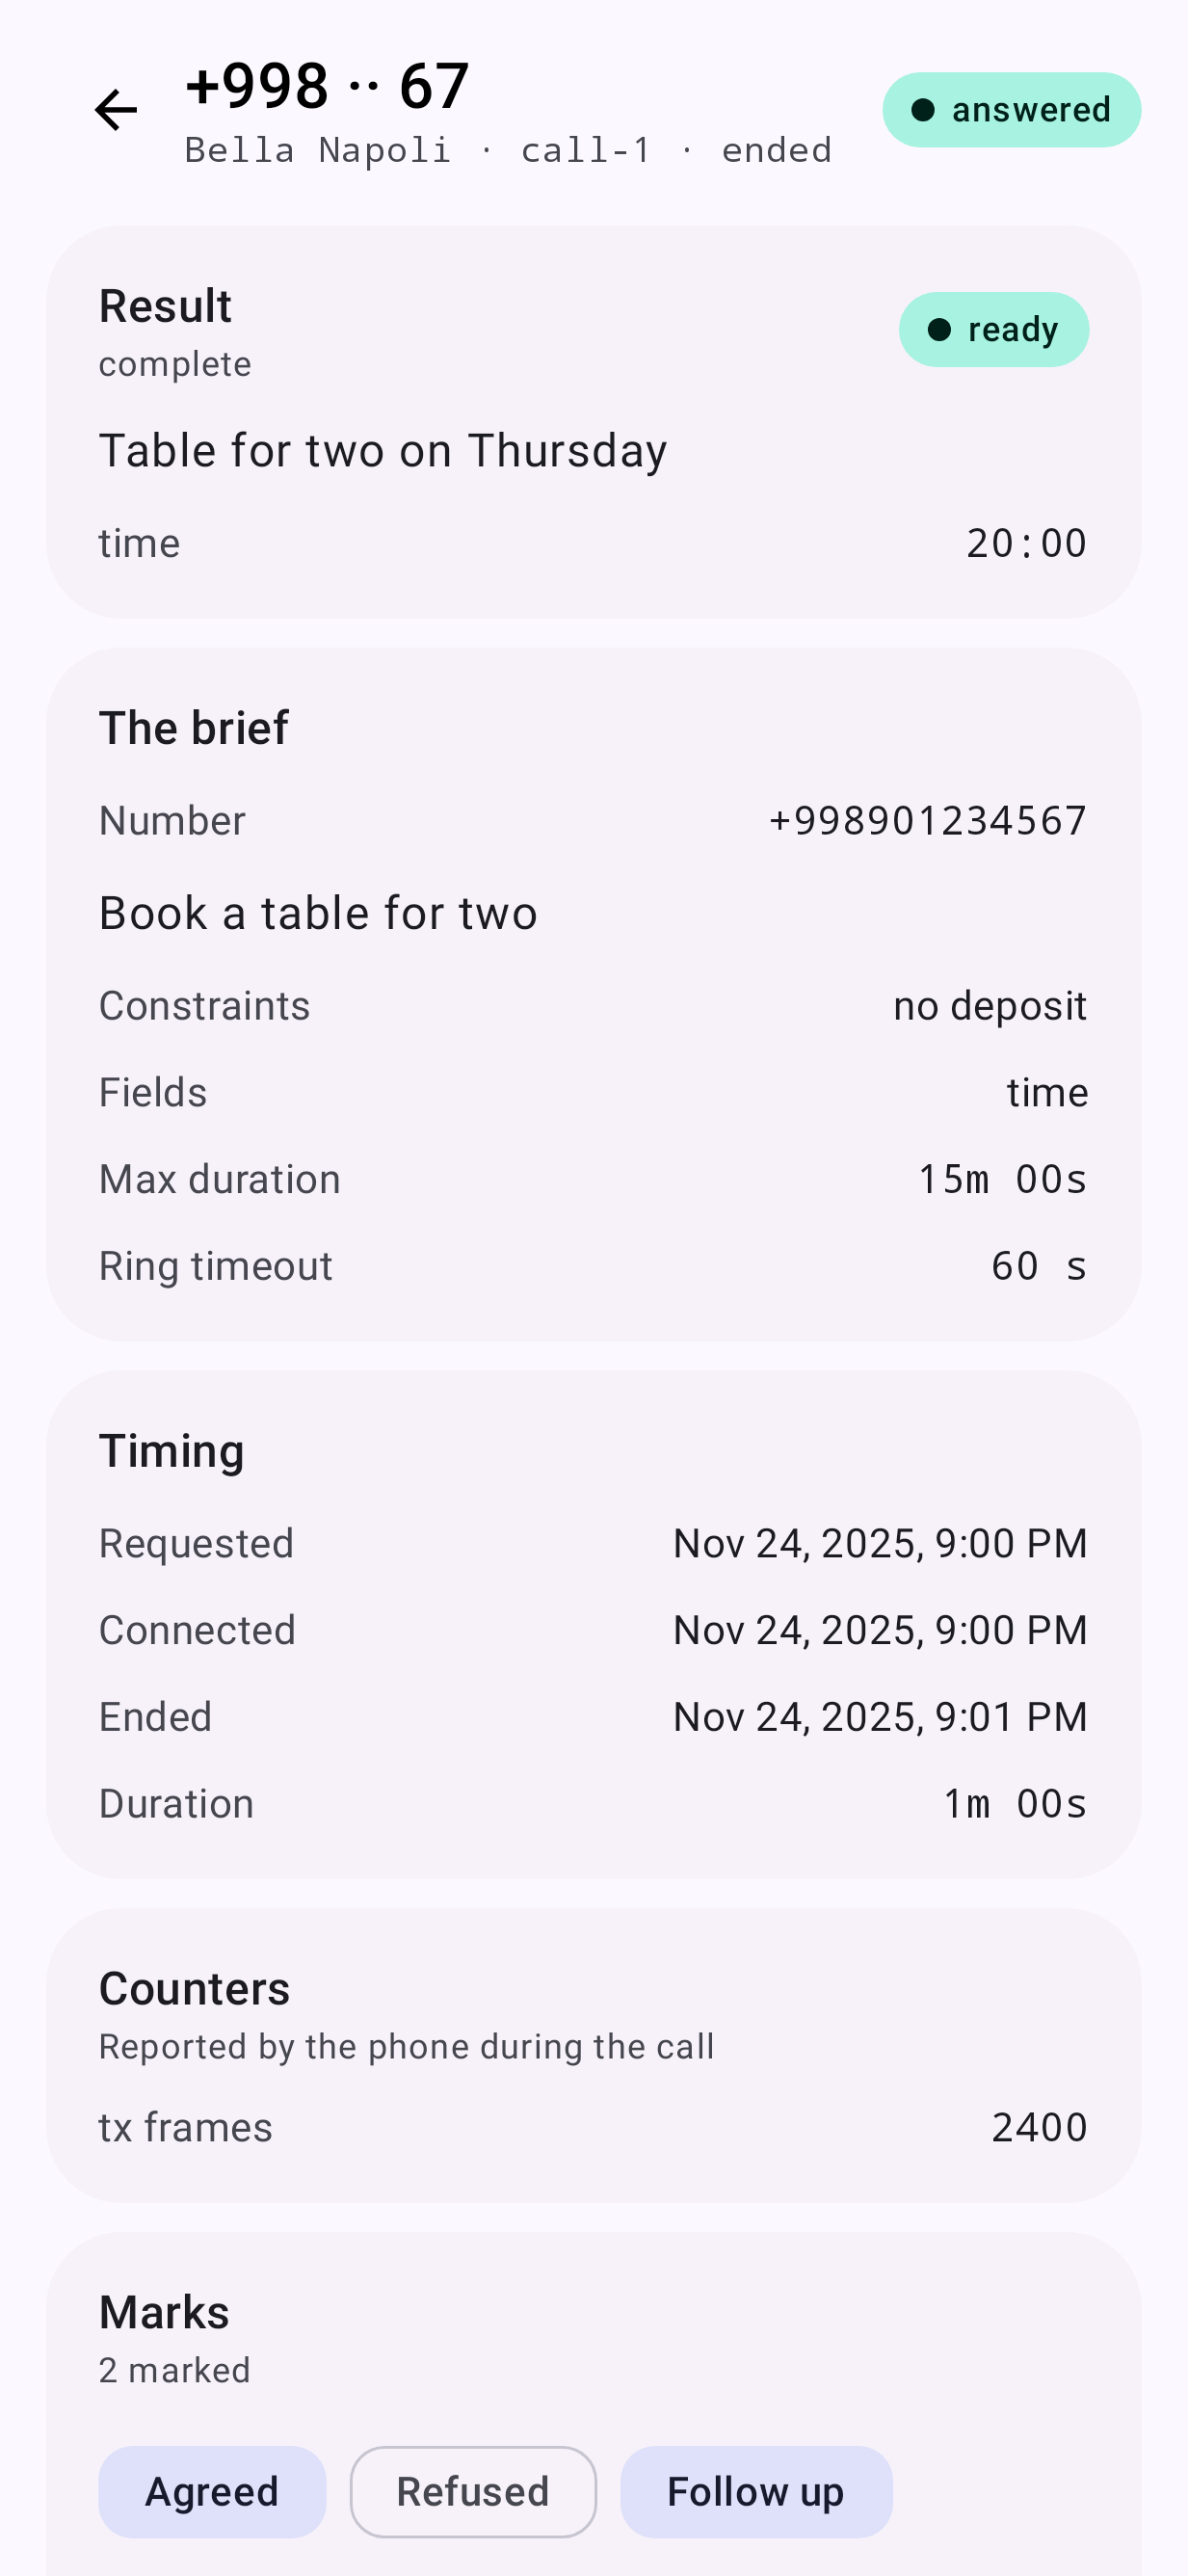 +998 ·· 67
Bella Napoli · call-1 · ended
answered
Result
complete
ready
Table for two on Thursday
time 20:00
The brief
Number +998901234567
Book a table for two
Constraints no deposit
Fields time
Max duration 15m 00s
Ring timeout 60 s
Timing
Requested Nov 24, 2025, 9:00 PM
Connected Nov 24, 2025, 9:00 PM
Ended Nov 24, 2025, 9:01 PM
Duration 1m 00s
Counters
Reported by the phone during the call
tx frames 2400
Marks
2 marked
Agreed Refused Follow up